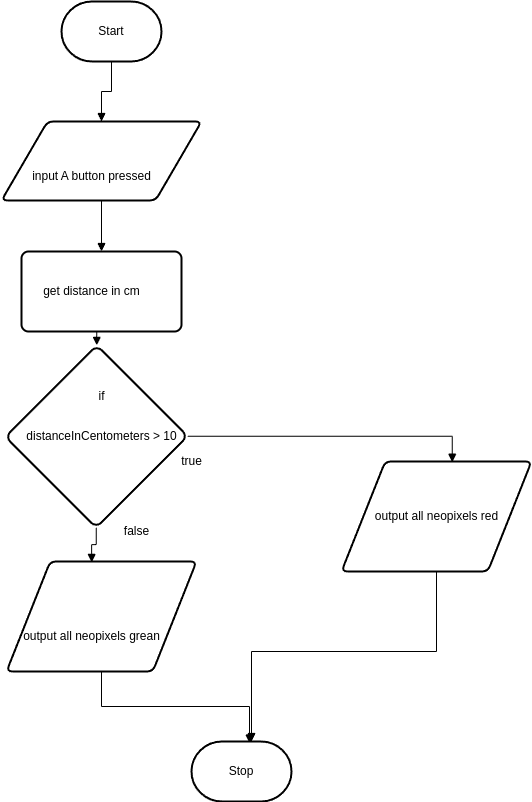 Start
input A button pressed
get distance in cm
if
distanceInCentometers > 10
true
false
output all neopixels red
output all neopixels grean
Stop